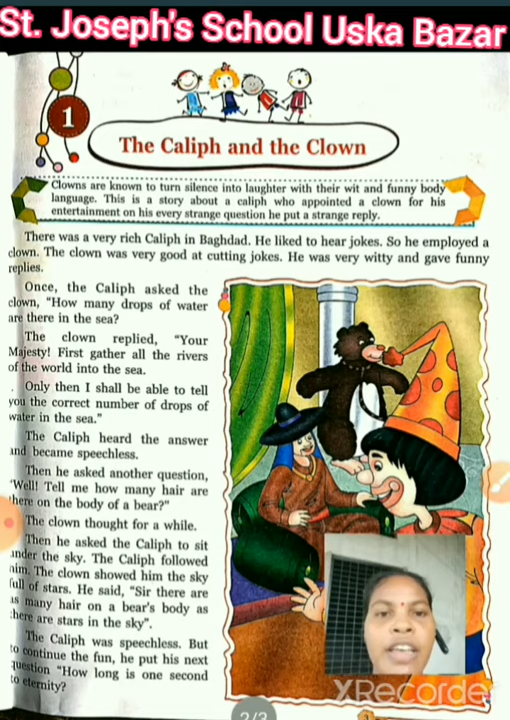 St. Joseph's School Uska Bazar
1
The Caliph and the Clown
Clowns are known to turn silence into laughter with their wit and funny body
language. This is a story about a caliph who appointed a clown for his
entertainment on his every strange question he put a strange reply.
There was a very rich Caliph in Baghdad. He liked to hear jokes. So he employed a
clown. The clown was very good at cutting jokes. He was very witty and gave funny
replies.
Once, the Caliph asked the
clown, "How many drops of water
are there in the sea?
The clown replied, "Your
Majesty! First gather all the rivers
of the world into the sea.
Only then I shall be able to tell
you the correct number of drops of
water in the sea."
The Caliph heard the answer
and became speechless.
Then he asked another question,
"Well! Tell me how many hair are
there on the body of a bear?"
The clown thought for a while.
Then he asked the Caliph to sit
under the sky. The Caliph followed
him. The clown showed him the sky
full of stars. He said, "Sir there are
as many hair on a bear's body as
there are stars in the sky".
The Caliph was speechless. But
to continue the fun, he put his next
question "How long is one second
to eternity?
XRecorder
2/3